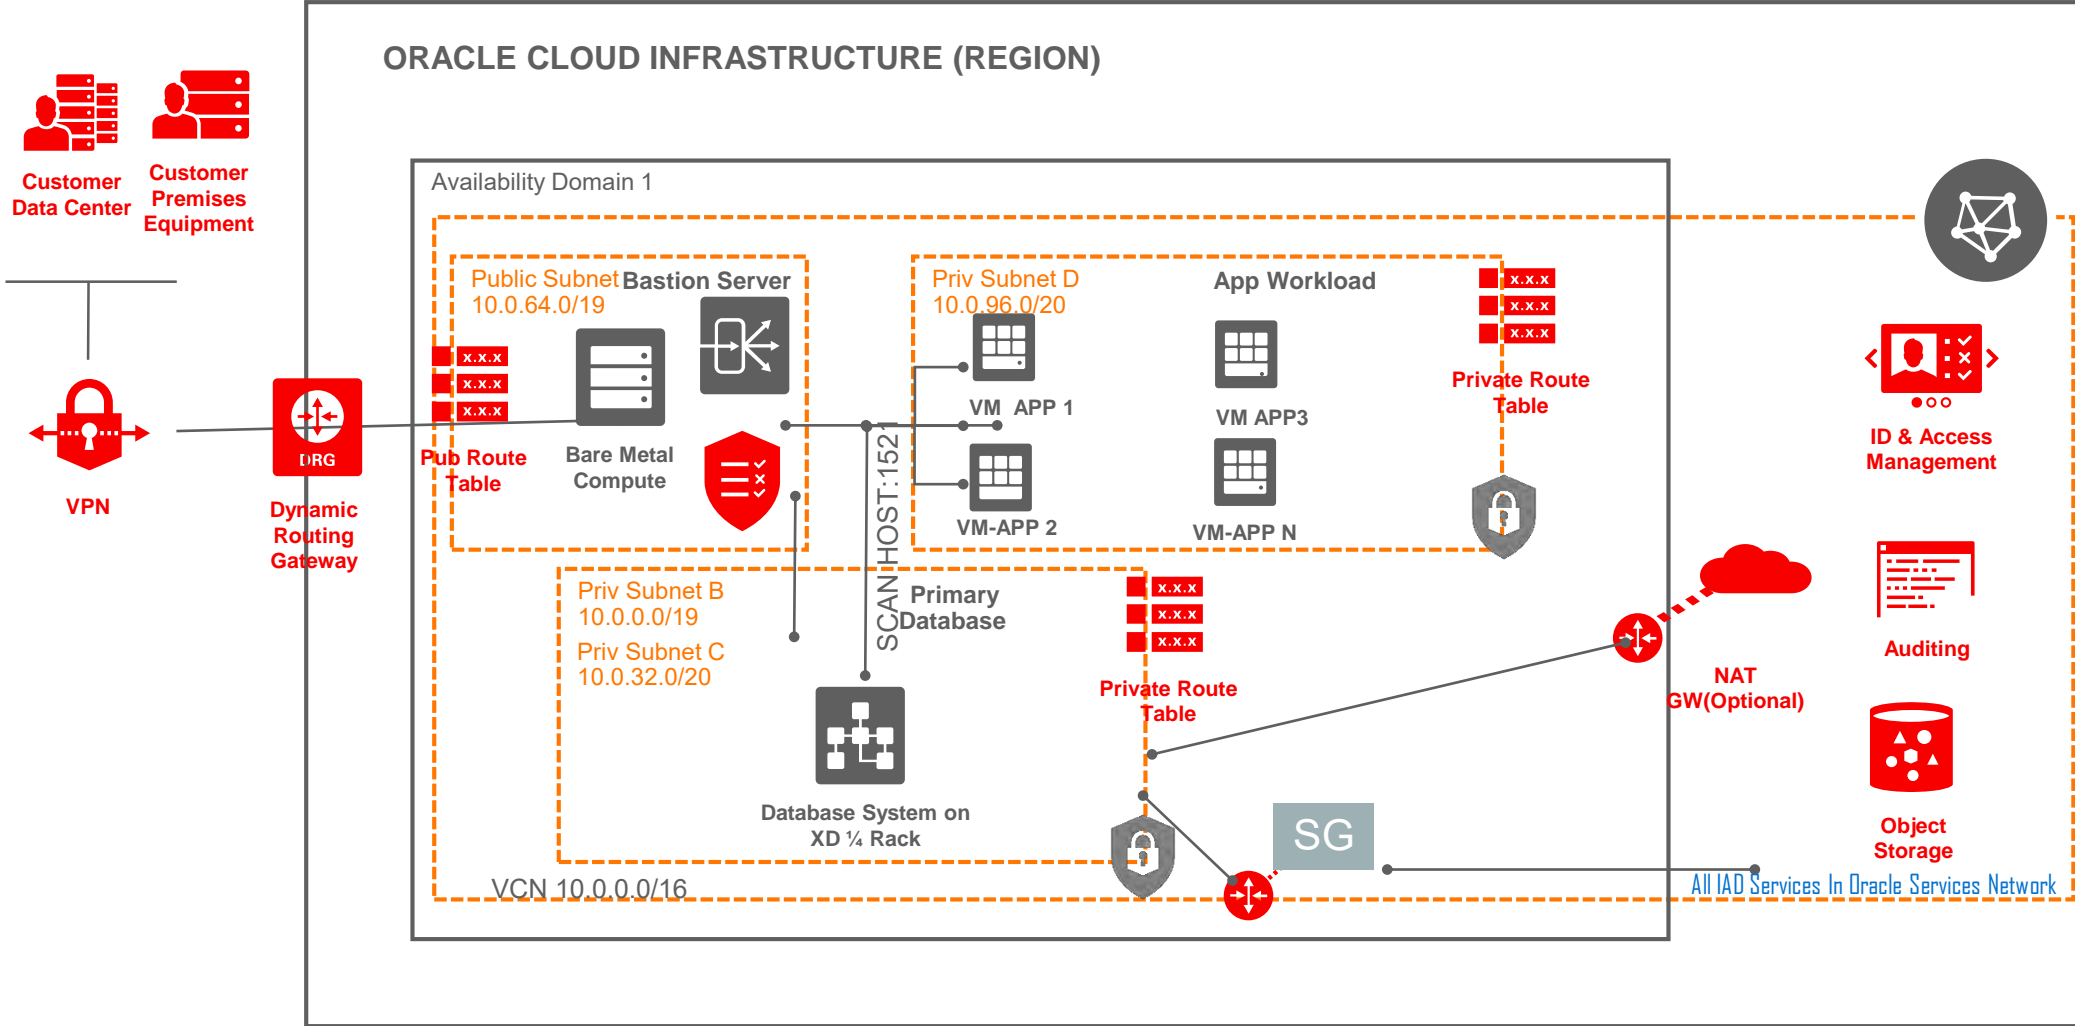 ORACLE CLOUD INFRASTRUCTURE (REGION)
Customer
Data Center
Customer
Premises
Equipment
VPN
DRG
Dynamic
Routing
Gateway
Availability Domain 1
Public Subnet
10.0.64.0/19
Bastion Server
x.x.x
x.x.x
x.x.x
Pub Route
Table
Bare Metal
Compute
Priv Subnet D
10.0.96.0/20
App Workload
VM APP 1
VM APP3
VM-APP 2
VM-APP N
x.x.x
x.x.x
x.x.x
Private Route
Table
SCAN HOST:1521
Priv Subnet B
10.0.0.0/19
Priv Subnet C
10.0.32.0/20
Primary
Database
x.x.x
x.x.x
x.x.x
Private Route
Table
Database System on
XD ¼ Rack
VCN 10.0.0.0/16
SG
NAT
GW(Optional)
ID & Access
Management
Auditing
Object
Storage
All IAD Services In Oracle Services Network